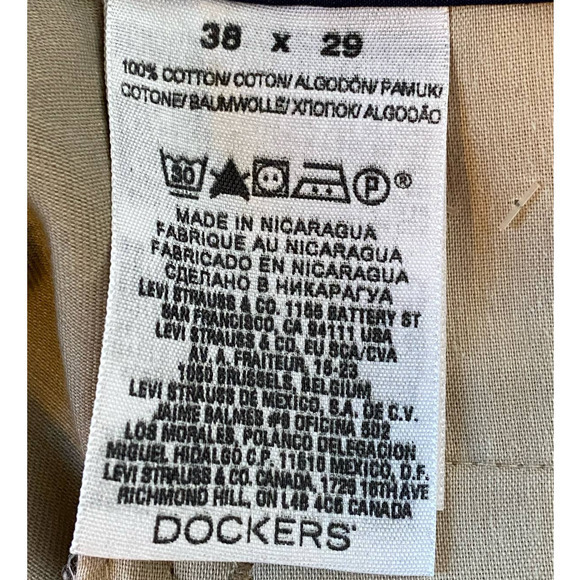 38 x 29
100% COTTON/ COTON/ ALGODÓN/ PAMUK/
COTONE/ BAUMWOLLE/ ХЛОПОК/ ALGODÃO
30 P ®
MADE IN NICARAGUA
FABRIQUE AU NICARAGUA
FABRICADO EN NICARAGUA
СДЕЛАНО В НИКАРАГУА
LEVI STRAUSS & CO. 1155 BATTERY ST
SAN FRANCISCO, CA 94111 USA
LEVI STRAUSS & CO. EU SCA/CVA
AV. A. FRAITEUR, 15-23
1050 BRUSSELS, BELGIUM
LEVI STRAUSS DE MEXICO, S.A. DE C.V.
JAIME BALMES #8 OFICINA 502
LOS MORALES, POLANCO DELEGACION
MIGUEL HIDALGO C.P. 11510 MEXICO, D.F.
LEVI STRAUSS & CO. CANADA, 1725 16TH AVE
RICHMOND HILL, ON L4B 4C6 CANADA
DOCKERS®